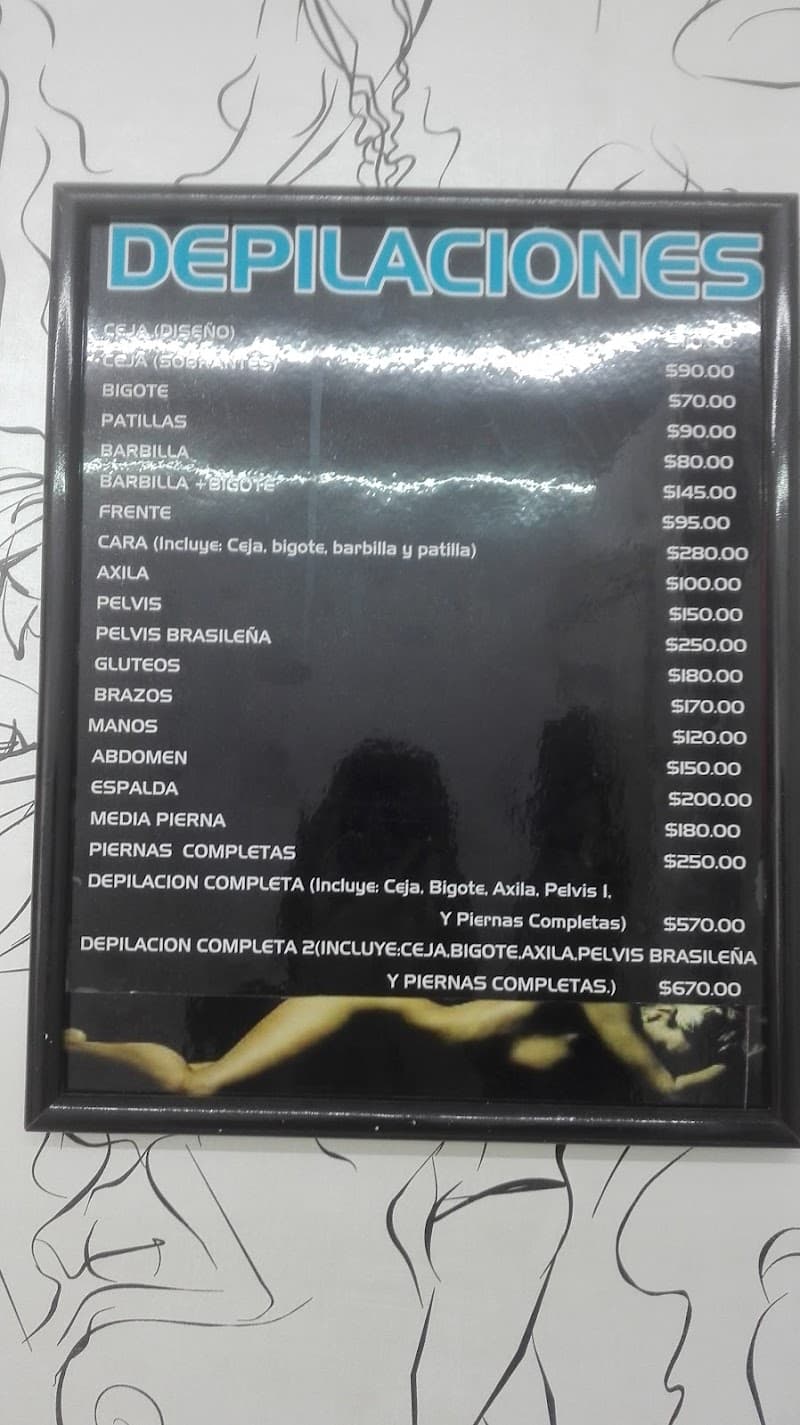 DEPILACIONES
CEJA (DISEÑO)
CEJA (SOBRANTES) $90.00
BIGOTE $70.00
PATILLAS $90.00
BARBILLA $80.00
BARBILLA + BIGOTE $145.00
FRENTE $95.00
CARA (Incluye: Ceja, bigote, barbilla y patilla) $280.00
AXILA $100.00
PELVIS $150.00
PELVIS BRASILEÑA $250.00
GLUTEOS $180.00
BRAZOS $170.00
MANOS $120.00
ABDOMEN $150.00
ESPALDA $200.00
MEDIA PIERNA $180.00
PIERNAS COMPLETAS $250.00
DEPILACION COMPLETA (Incluye: Ceja, Bigote, Axila, Pelvis 1,
Y Piernas Completas) $570.00
DEPILACION COMPLETA 2(INCLUYE:CEJA,BIGOTE,AXILA,PELVIS BRASILEÑA
Y PIERNAS COMPLETAS.) $670.00